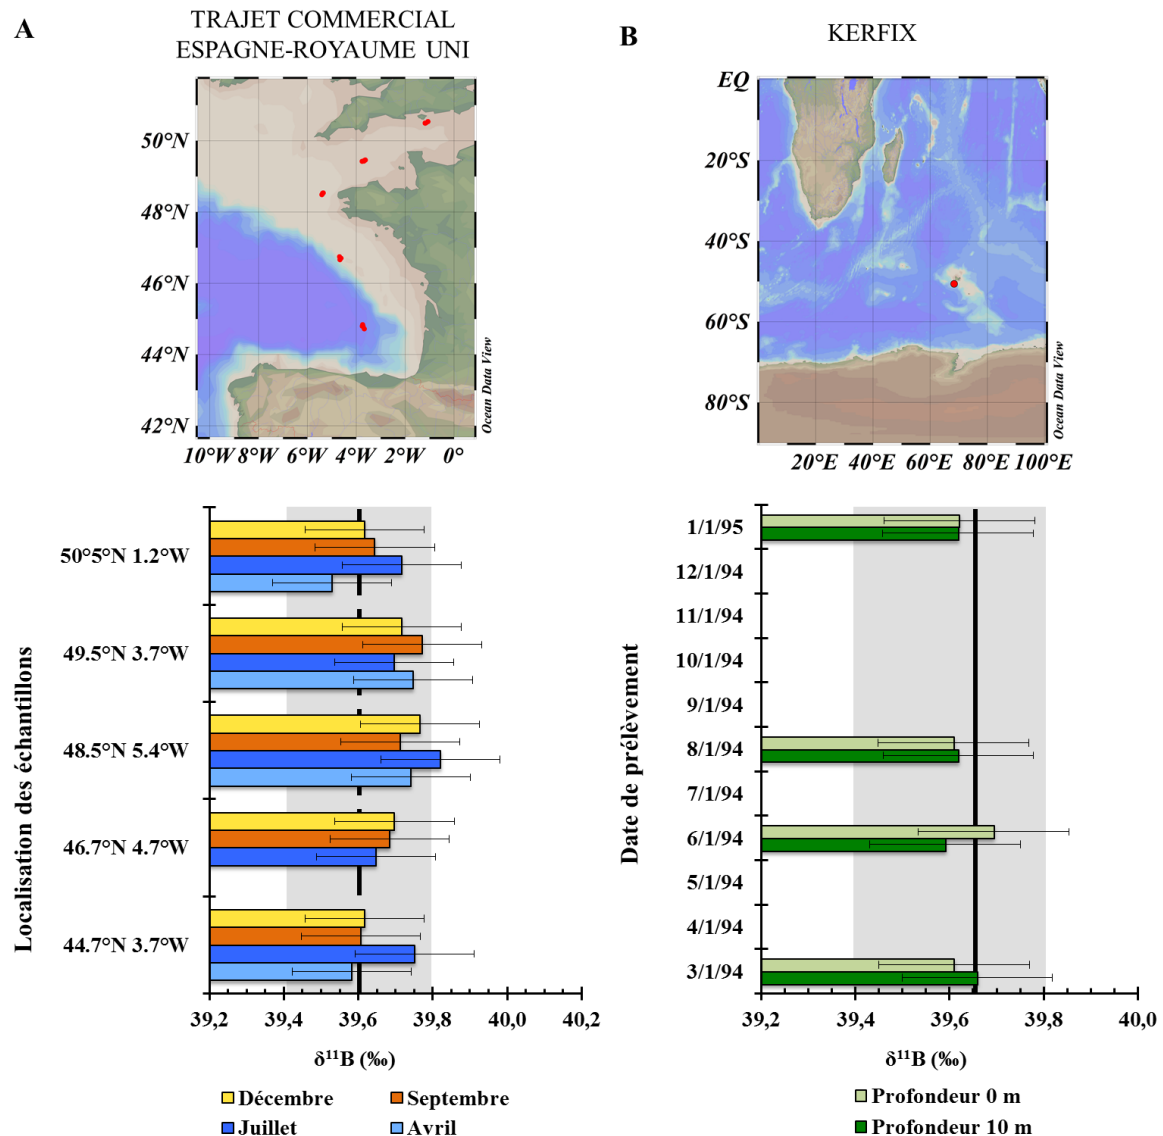 A
TRAJET COMMERCIAL
ESPAGNE-ROYAUME UNI
50°N
48°N
46°N
44°N
42°N
10°W 8°W 6°W 4°W 2°W 0°
Ocean Data View
B
KERFIX
EQ
20°S
40°S
60°S
80°S
20°E 40°E 60°E 80°E 100°E
Ocean Data View
Localisation des échantillons
50°5°N 1.2°W
49.5°N 3.7°W
48.5°N 5.4°W
46.7°N 4.7°W
44.7°N 3.7°W
39,2 39,4 39,6 39,8 40,0 40,2
δ¹¹B (‰)
Décembre
Septembre
Juillet
Avril
Date de prélèvement
1/1/95
12/1/94
11/1/94
10/1/94
9/1/94
8/1/94
7/1/94
6/1/94
5/1/94
4/1/94
3/1/94
39,2 39,4 39,6 39,8 40,0
δ¹¹B (‰)
Profondeur 0 m
Profondeur 10 m